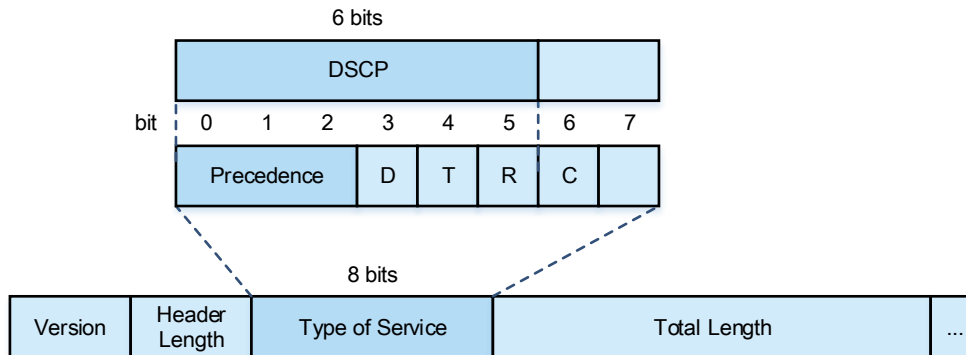 6 bits
DSCP
bit 0 1 2 3 4 5 6 7
Precedence D T R C
8 bits
Version Header Length Type of Service Total Length ...